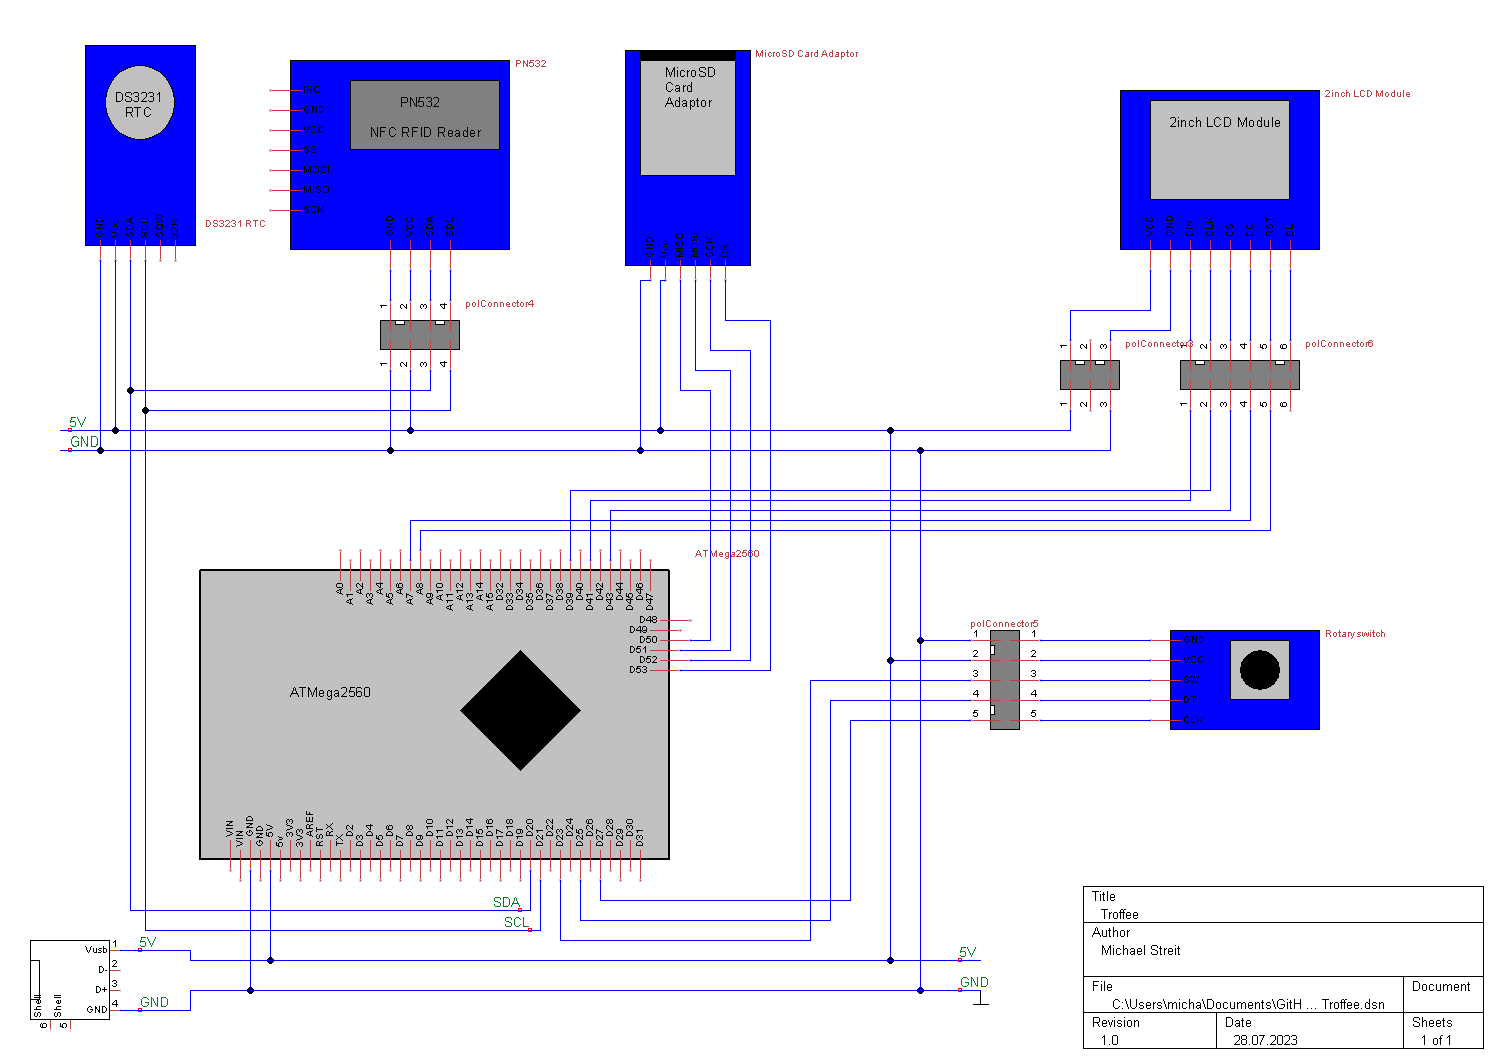 DS3231
RTC
GND
Vin
SDA
SCL
SQW
32K
DS3231 RTC
PN532
IRQ
GND
VCC
SS
MOSI
MISO
SCK
PN532
NFC RFID Reader
GND
VCC
SDA
polConnector4
1
2
3
4
1
2
3
4
MicroSD Card Adaptor
MicroSD
Card
Adaptor
GND
Vin
MISO
MOSI
SCK
2inch LCD Module
2inch LCD Module
VCC
GND
DIN
CLK
CS
DC
RST
BL
polConnector3
1
2
3
1
2
3
polConnector6
1
2
3
4
5
6
1
2
3
4
5
6
5V
GND
ATMega2560
A0
A1
A2
A3
A4
A5
A6
A7
A8
A9
A10
A11
A12
A13
A14
A15
D32
D33
D34
D35
D36
D37
D38
D39
D40
D41
D42
D43
D44
D45
D46
D47
D48
D49
D50
D51
D52
D53
ATMega2560
VIN
VIN
GND
GND
5V
5v
3V3
3V3
AREF
RST
RX
TX
D2
D3
D4
D5
D6
D7
D8
D9
D10
D11
D12
D13
D14
D15
D16
D17
D18
D19
D20
D21
D22
D23
D24
D25
D26
D27
D28
D29
D30
D31
polConnector5
1
2
3
4
5
1
2
3
4
5
Rotaryswitch
GND
VCC
SW
DT
CLK
SDA
SCL
Vusb
D-
D+
GND
Shell
Shell
1
2
3
4
6
5
5V
GND
5V
GND
Title
Troffee
Author
Michael Streit
File
C:\Users\micha\Documents\GitH ... Troffee.dsn
Document
Revision
1.0
Date
28.07.2023
Sheets
1 of 1